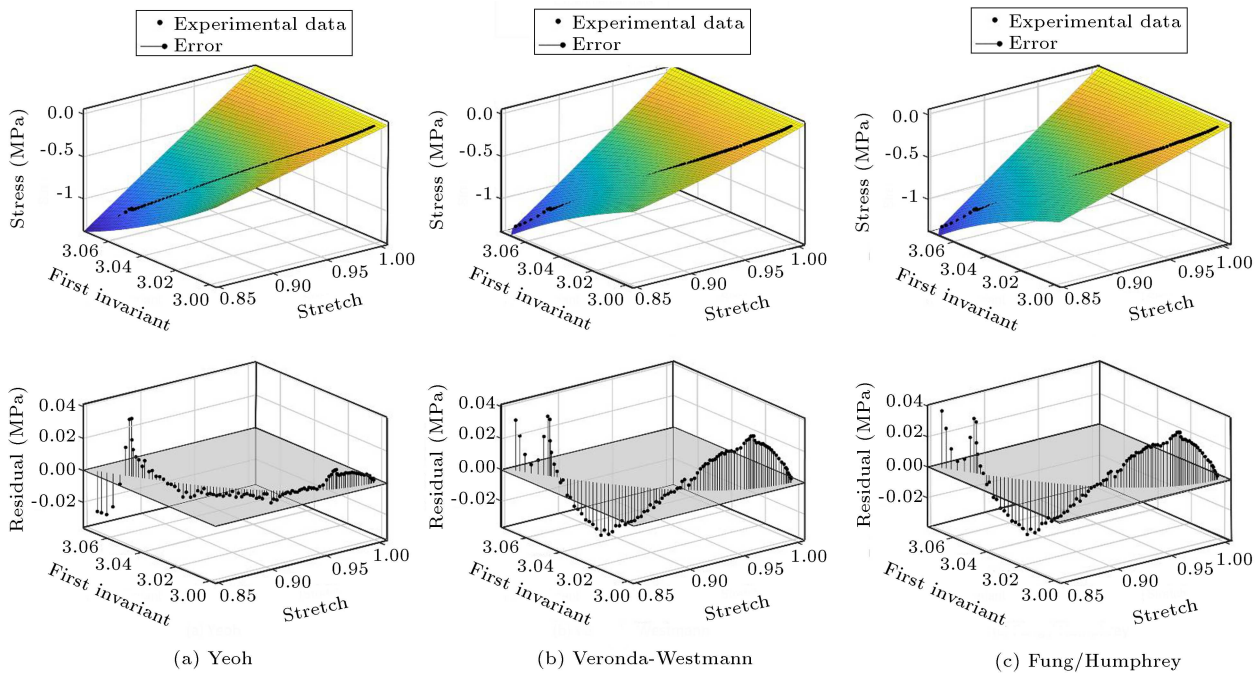 Experimental data
Error
Experimental data
Error
Experimental data
Error
Stress (MPa)
0.0
-0.5
-1
3.06
3.04
3.02
3.00
First invariant
0.85
0.90
0.95
1.00
Stretch
Stress (MPa)
0.0
-0.5
-1
3.06
3.04
3.02
3.00
First invariant
0.85
0.90
0.95
1.00
Stretch
Stress (MPa)
0.0
-0.5
-1
3.06
3.04
3.02
3.00
First invariant
0.85
0.90
0.95
1.00
Stretch
Residual (MPa)
0.04
0.02
0.00
-0.02
3.06
3.04
3.02
3.00
First invariant
0.85
0.90
0.95
1.00
Stretch
Residual (MPa)
0.04
0.02
0.00
-0.02
3.06
3.04
3.02
3.00
First invariant
0.85
0.90
0.95
1.00
Stretch
Residual (MPa)
0.04
0.02
0.00
-0.02
3.06
3.04
3.02
3.00
First invariant
0.85
0.90
0.95
1.00
Stretch
(a) Yeoh
(b) Veronda-Westmann
(c) Fung/Humphrey